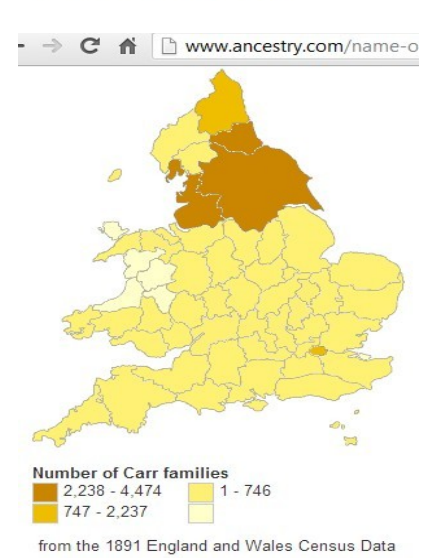 www.ancestry.com/name-o
Number of Carr families
2,238 - 4,474 1 - 746
747 - 2,237
from the 1891 England and Wales Census Data